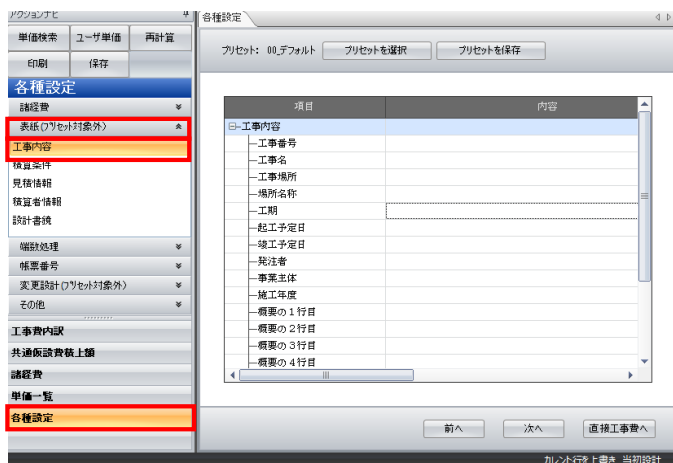 アクションナビ
単価検索 ユーザ単価 再計算
印刷 保存
各種設定
諸経費
表紙(プリセット対象外)
工事内容
積算条件
見積情報
積算者情報
設計書鏡
端数処理
帳票番号
変更設計(プリセット対象外)
その他
工事費内訳
共通仮設費積上額
諸経費
単価一覧
各種設定
各種設定
プリセット: 00_デフォルト プリセットを選択 プリセットを保存
項目 内容
工事内容
工事番号
工事名
工事場所
場所名称
工期
起工予定日
竣工予定日
発注者
事業主体
施工年度
概要の1行目
概要の2行目
概要の3行目
概要の4行目
前へ 次へ 直接工事費へ
カレント行を上書き 当初設計